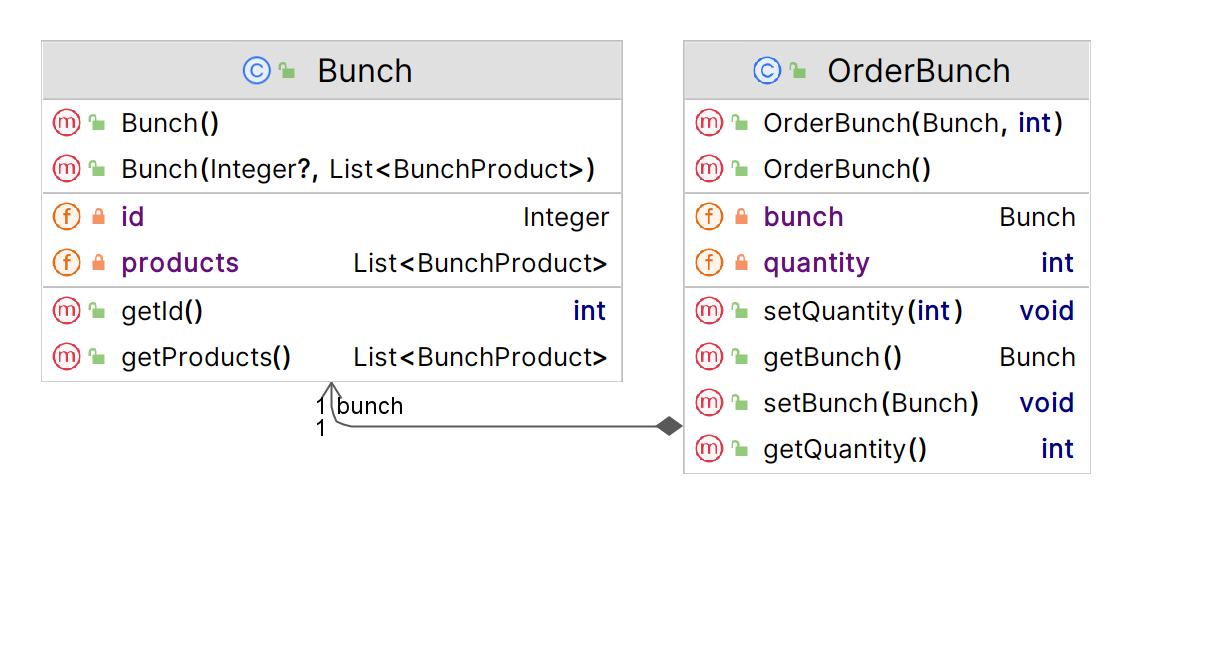 Bunch
Bunch()
Bunch(Integer?, List<BunchProduct>)
id Integer
products List<BunchProduct>
getId() int
getProducts() List<BunchProduct>
1 bunch
1
OrderBunch
OrderBunch(Bunch, int)
OrderBunch()
bunch Bunch
quantity int
setQuantity(int) void
getBunch() Bunch
setBunch(Bunch) void
getQuantity() int